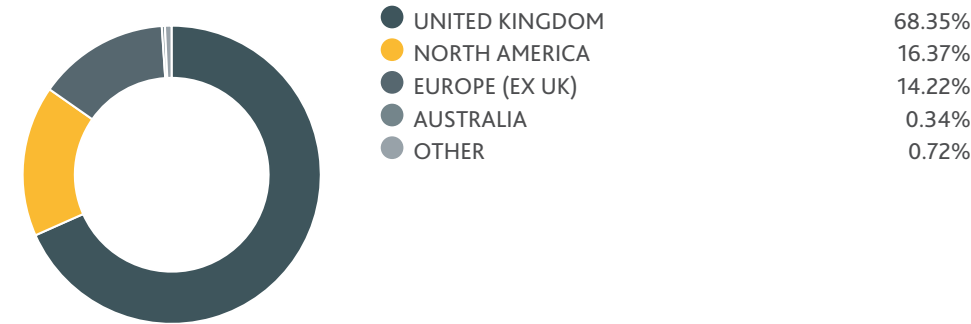 UNITED KINGDOM 68.35%
NORTH AMERICA 16.37%
EUROPE (EX UK) 14.22%
AUSTRALIA 0.34%
OTHER 0.72%